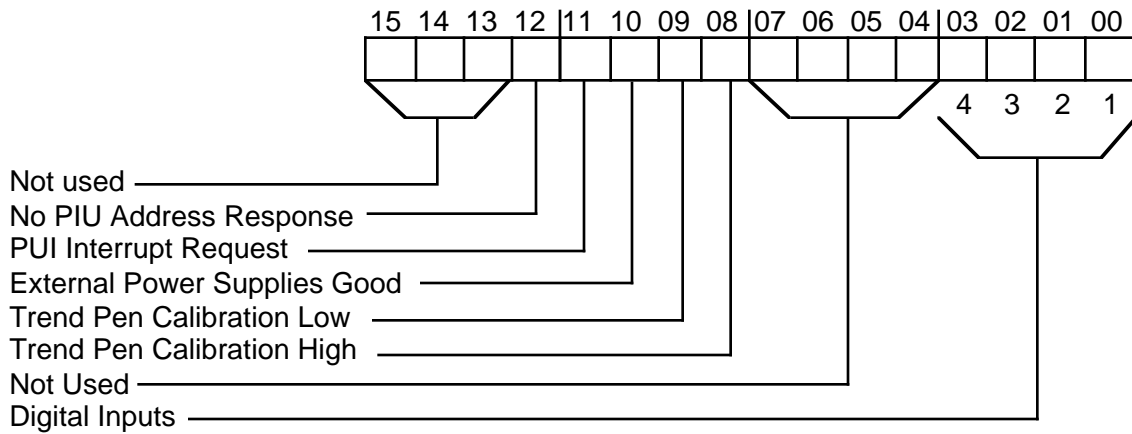 15 14 13 12 11 10 09 08 07 06 05 04 03 02 01 00
4 3 2 1
Not used
No PIU Address Response
PUI Interrupt Request
External Power Supplies Good
Trend Pen Calibration Low
Trend Pen Calibration High
Not Used
Digital Inputs